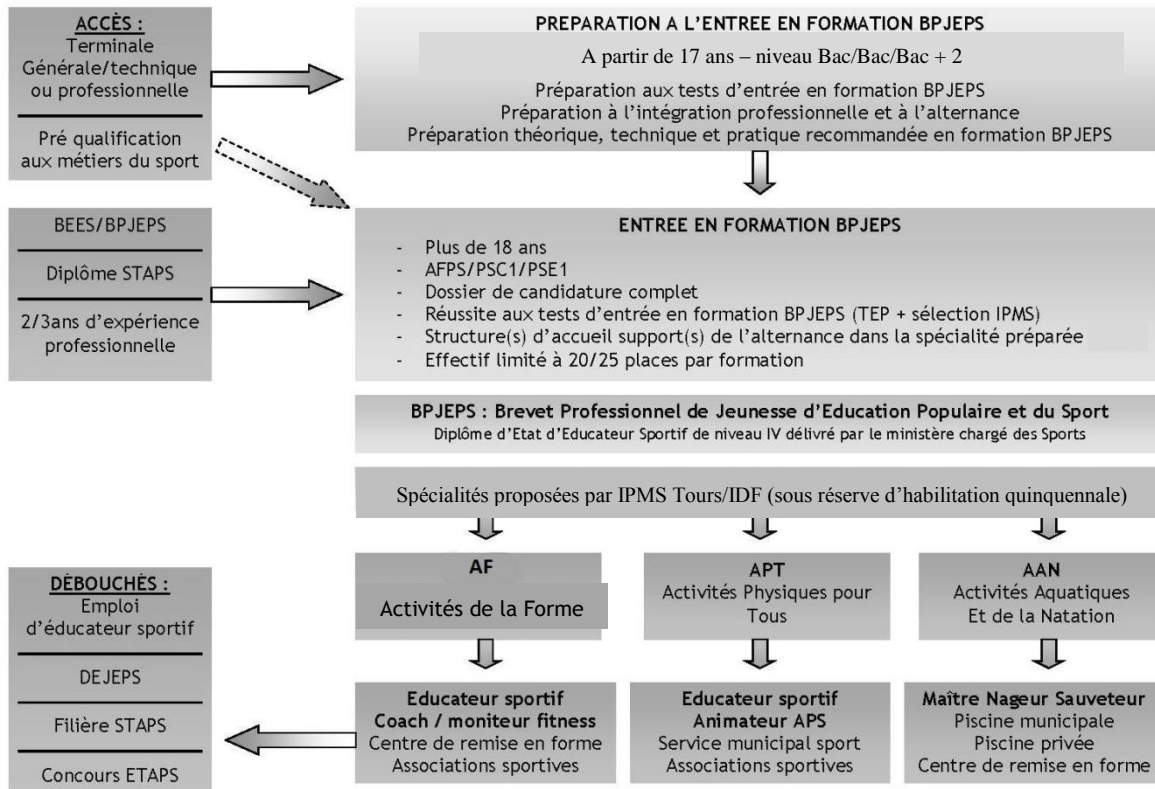 ACCÈS :
Terminale
Générale/technique
ou professionnelle
Pré qualification
aux métiers du sport
PREPARATION A L'ENTREE EN FORMATION BPJEPS
A partir de 17 ans – niveau Bac/Bac/Bac + 2
Préparation aux tests d'entrée en formation BPJEPS
Préparation à l'intégration professionnelle et à l'alternance
Préparation théorique, technique et pratique recommandée en formation BPJEPS
BEES/BPJEPS
Diplôme STAPS
2/3ans d'expérience
professionnelle
ENTREE EN FORMATION BPJEPS
- Plus de 18 ans
- AFPS/PSC1/PSE1
- Dossier de candidature complet
- Réussite aux tests d'entrée en formation BPJEPS (TEP + sélection IPMS)
- Structure(s) d'accueil support(s) de l'alternance dans la spécialité préparée
- Effectif limité à 20/25 places par formation
BPJEPS : Brevet Professionnel de Jeunesse d'Education Populaire et du Sport
Diplôme d'Etat d'Educateur Sportif de niveau IV délivré par le ministère chargé des Sports
Spécialités proposées par IPMS Tours/IDF (sous réserve d'habilitation quinquennale)
AF
Activités de la Forme
APT
Activités Physiques pour
Tous
AAN
Activités Aquatiques
Et de la Natation
Educateur sportif
Coach / moniteur fitness
Centre de remise en forme
Associations sportives
Educateur sportif
Animateur APS
Service municipal sport
Associations sportives
Maître Nageur Sauveteur
Piscine municipale
Piscine privée
Centre de remise en forme
DÉBOUCHÉS :
Emploi
d'éducateur sportif
DEJEPS
Filière STAPS
Concours ETAPS